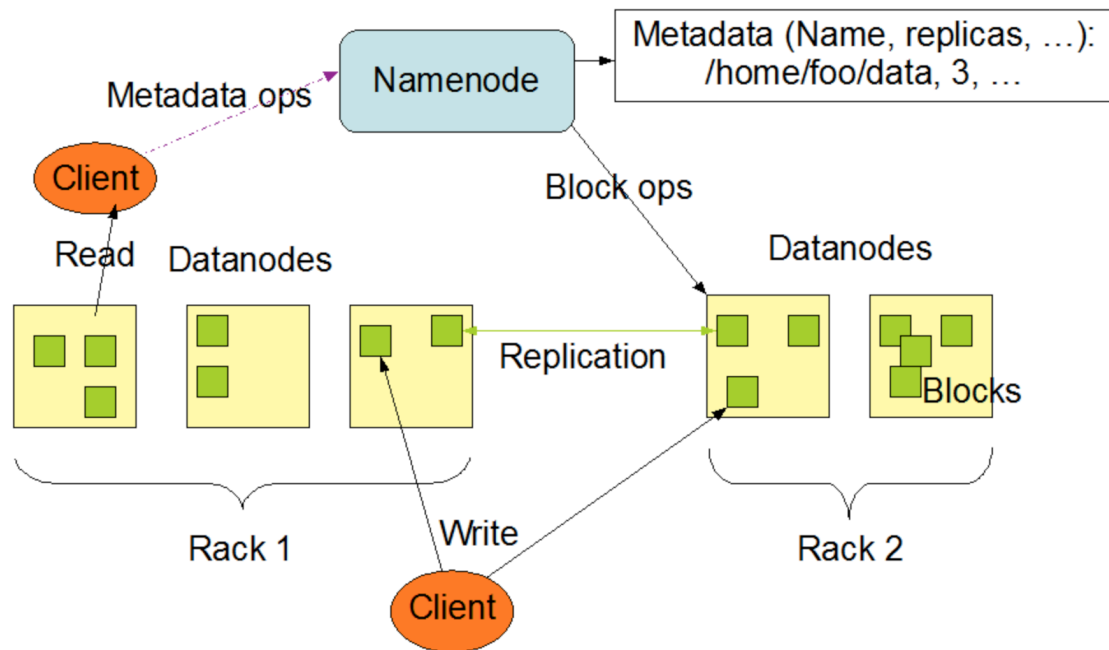 Metadata (Name, replicas, …):
/home/foo/data, 3, …
Namenode
Metadata ops
Client
Block ops
Read
Datanodes
Datanodes
Replication
Blocks
Rack 1
Write
Rack 2
Client